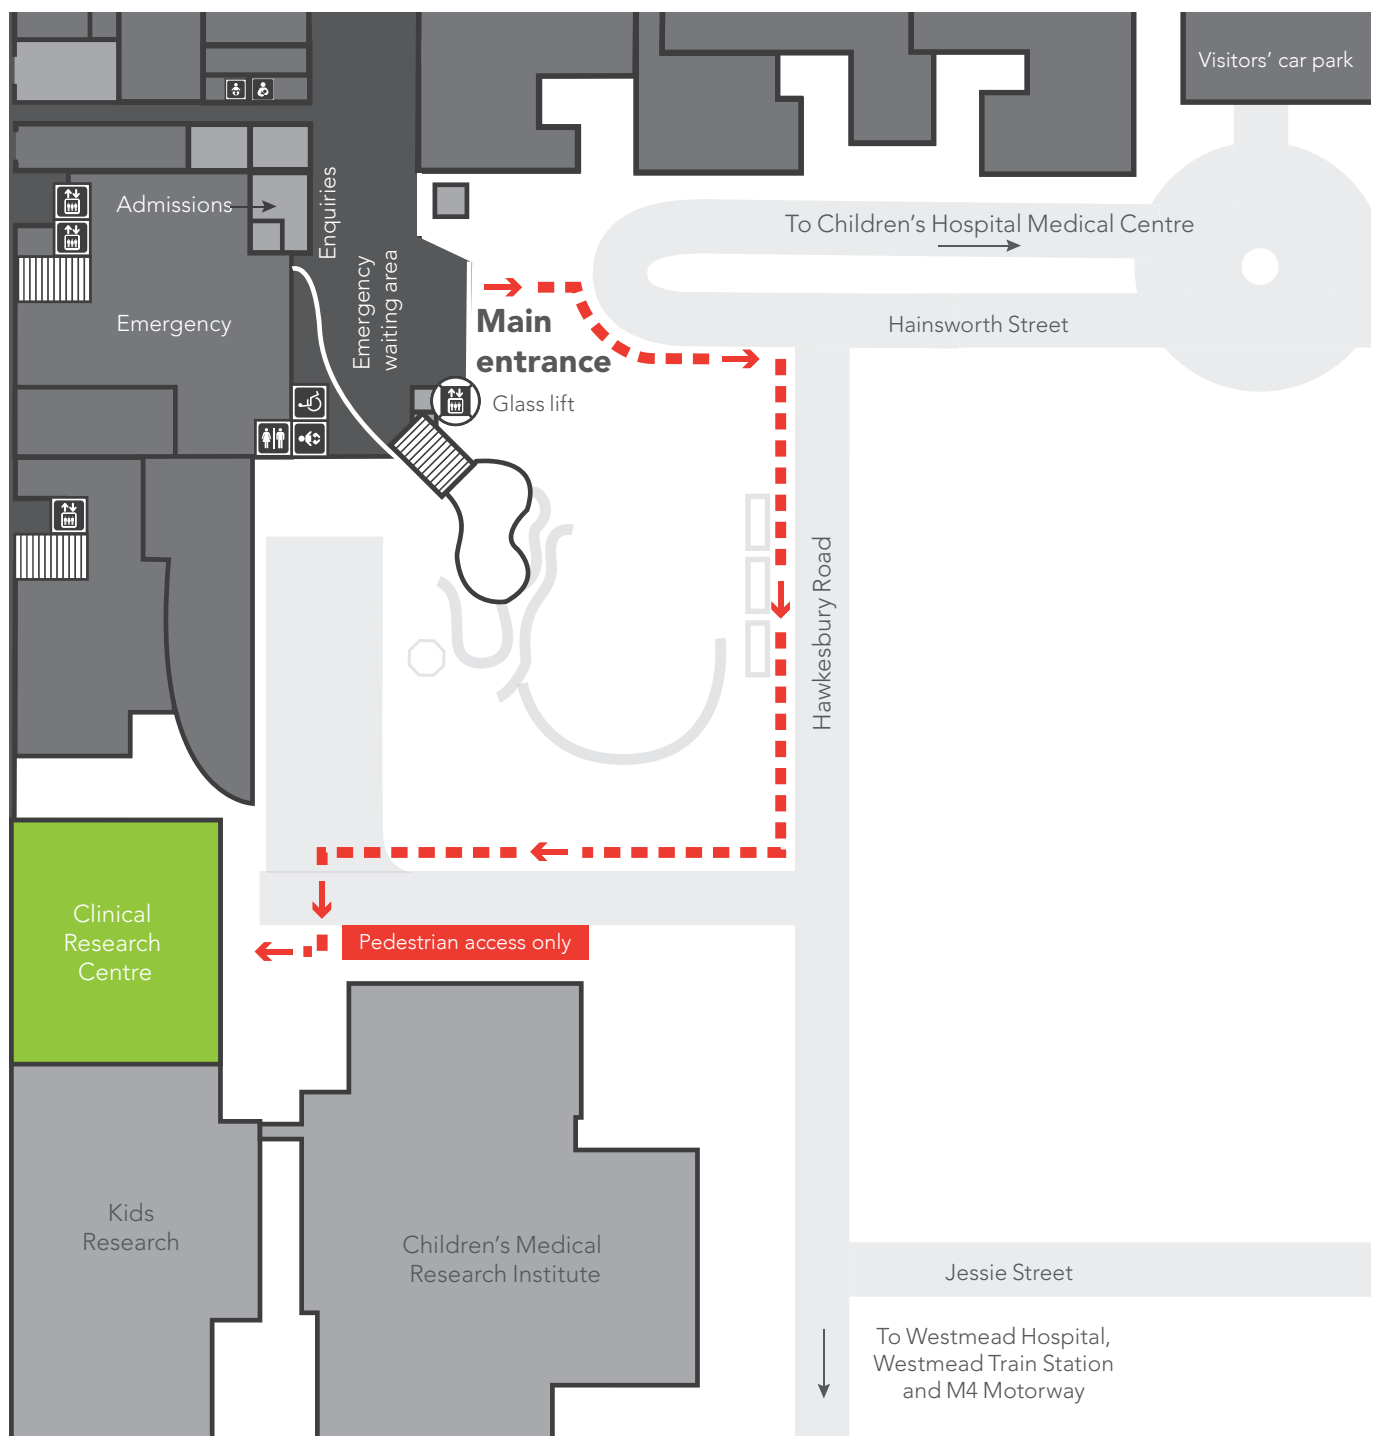 Visitors' car park
Admissions
Enquiries
To Children's Hospital Medical Centre
Emergency
waiting area
Emergency
Main
entrance
Hainsworth Street
Glass lift
Hawkesbury Road
Clinical
Research
Centre
Pedestrian access only
Kids
Research
Children's Medical
Research Institute
Jessie Street
To Westmead Hospital,
Westmead Train Station
and M4 Motorway